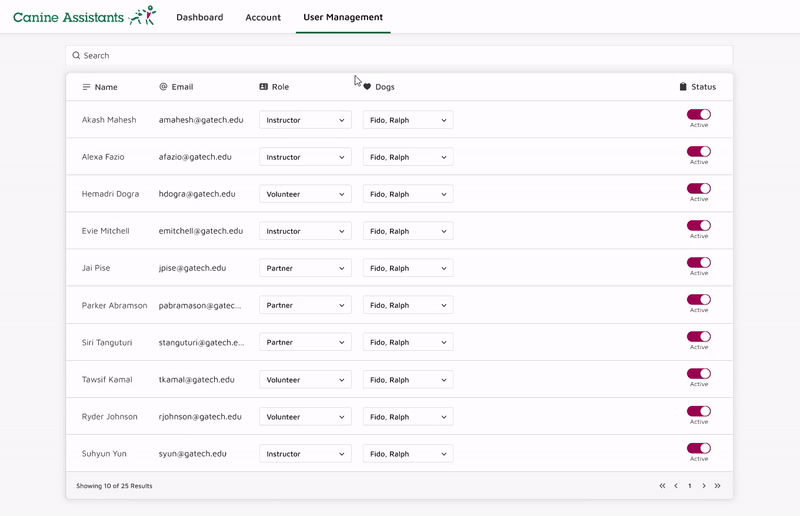 Canine Assistants Dashboard Account User Management
Search
Name Email Role Dogs Status
Akash Mahesh amahesh@gatech.edu Instructor Fido, Ralph Active
Alexa Fazio afazio@gatech.edu Instructor Fido, Ralph Active
Hemadri Dogra hdogra@gatech.edu Volunteer Fido, Ralph Active
Evie Mitchell emitchell@gatech.edu Instructor Fido, Ralph Active
Jai Pise jpise@gatech.edu Partner Fido, Ralph Active
Parker Abramson pabramason@gatec... Partner Fido, Ralph Active
Siri Tanguturi stanguturi@gatech.e... Partner Fido, Ralph Active
Tawsif Kamal tkamal@gatech.edu Volunteer Fido, Ralph Active
Ryder Johnson rjohnson@gatech.edu Volunteer Fido, Ralph Active
Suhyun Yun syun@gatech.edu Instructor Fido, Ralph Active
Showing 10 of 25 Results 1